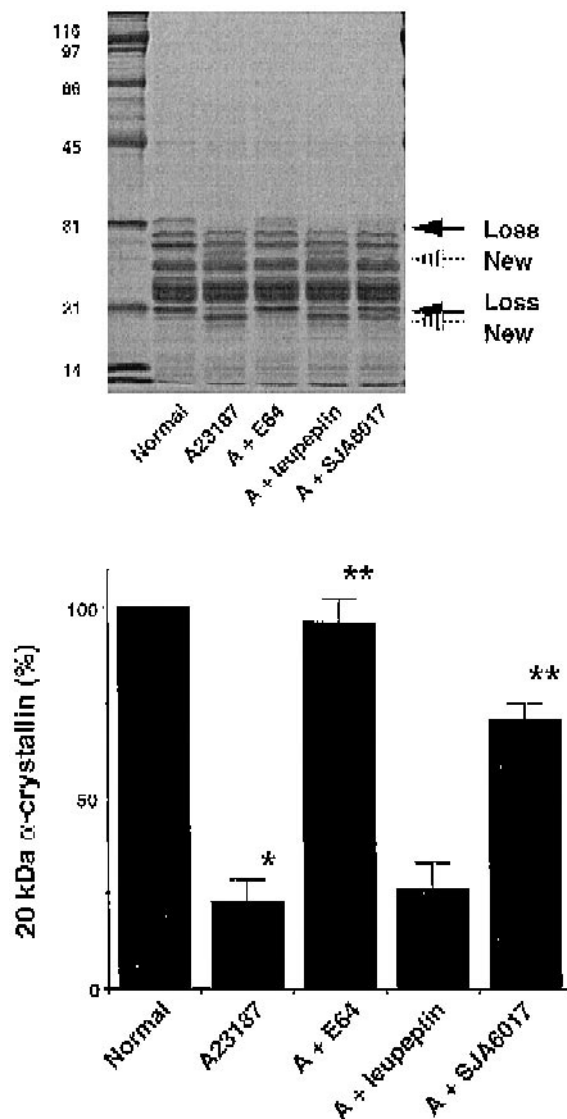 116
97
66
45
31
21
14
Loss
New
Loss
New
Normal
A23187
A + E64
A + leupeptin
A + SJA6017
20 kDa α-crystallin (%)
100
50
0
*
**
**
Normal
A23187
A + E64
A + leupeptin
A + SJA6017